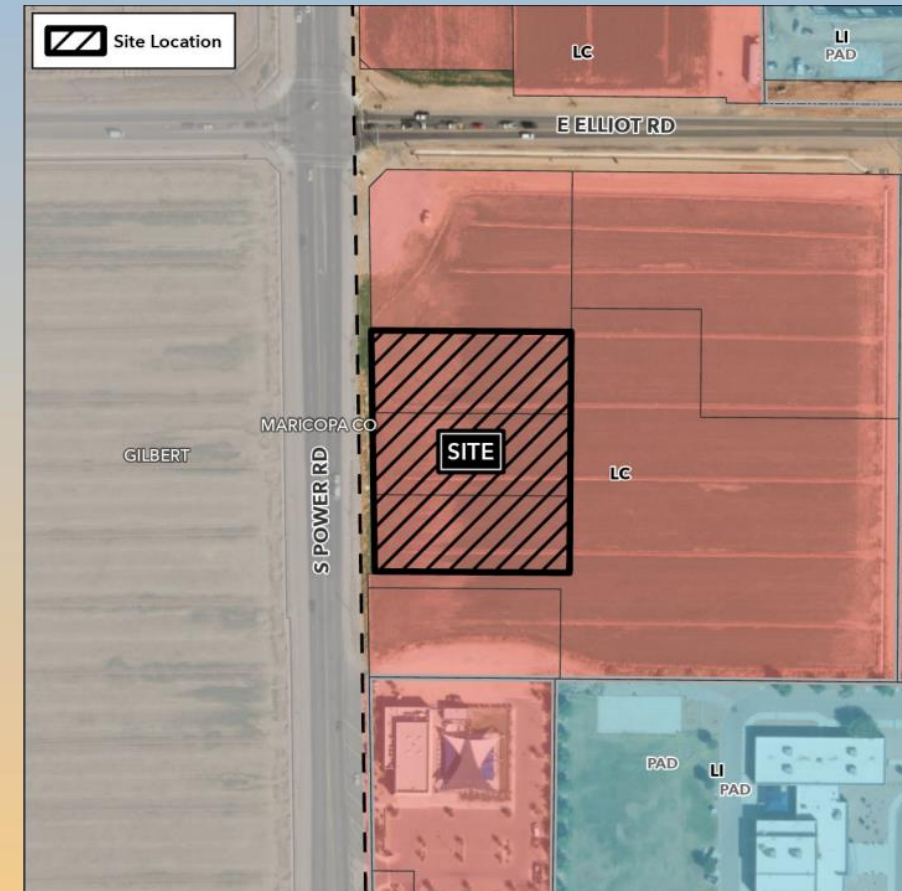 Site Location
LC
LI
PAD
E ELLIOT RD
MARICOPA CO
GILBERT
S POWER RD
SITE
LC
PAD
LI
PAD